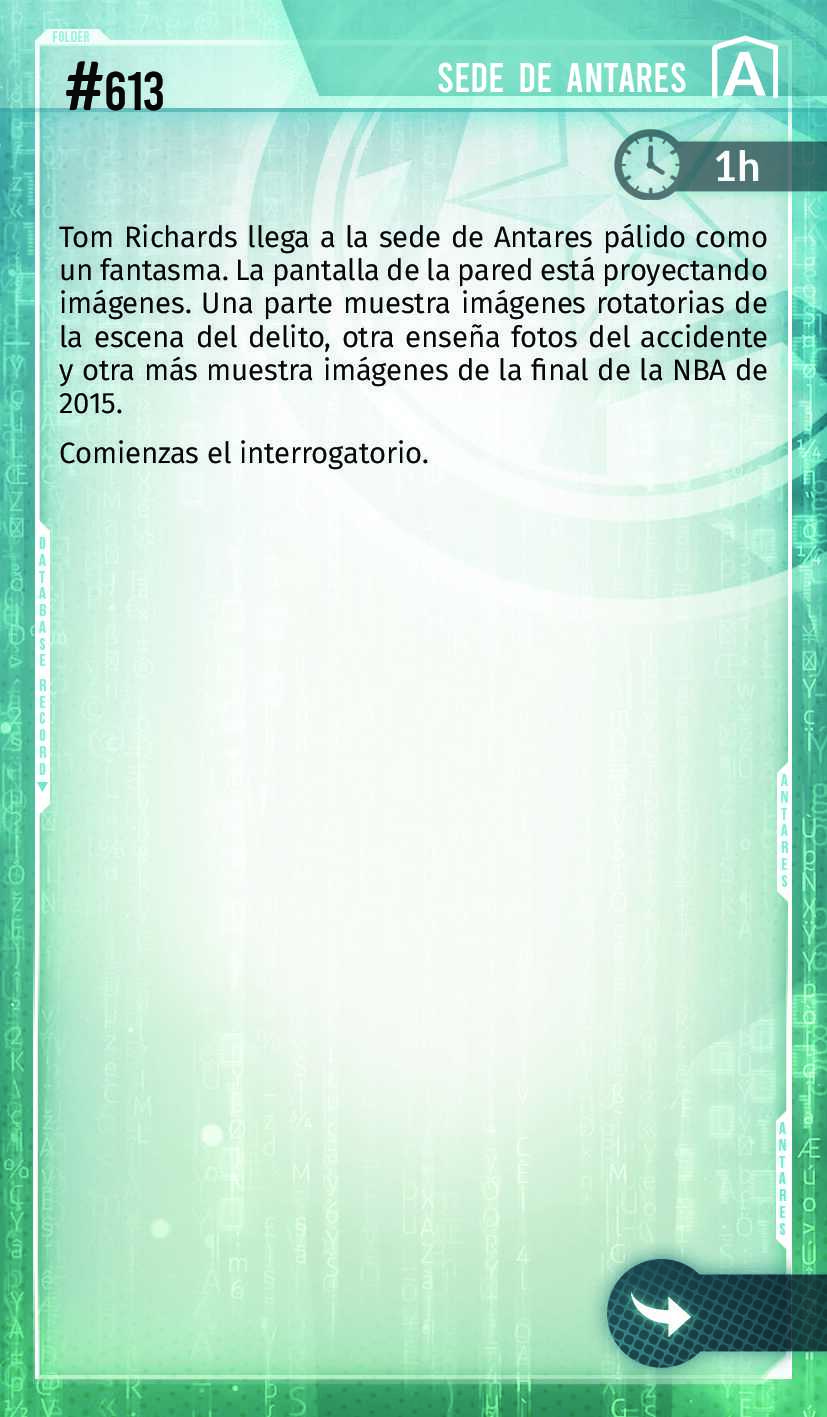 FOLDER
#613
SEDE DE ANTARES A
1h
Tom Richards llega a la sede de Antares pálido como
un fantasma. La pantalla de la pared está proyectando
imágenes. Una parte muestra imágenes rotatorias de
la escena del delito, otra enseña fotos del accidente
y otra más muestra imágenes de la final de la NBA de
2015.
Comienzas el interrogatorio.
DATABASE RECORD
ANTARES
ANTARES